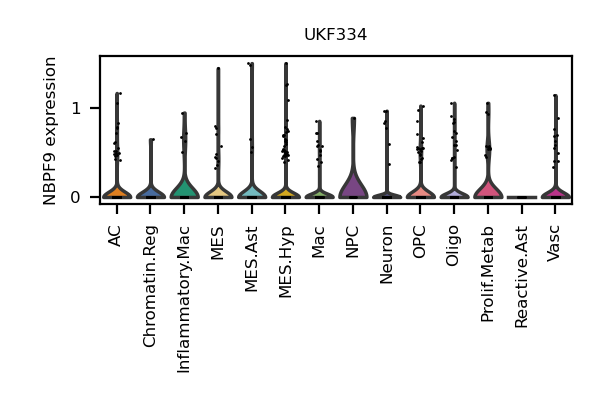 UKF334
NBPF9 expression
1
0
AC
Chromatin.Reg
Inflammatory.Mac
MES
MES.Ast
MES.Hyp
Mac
NPC
Neuron
OPC
Oligo
Prolif.Metab
Reactive.Ast
Vasc